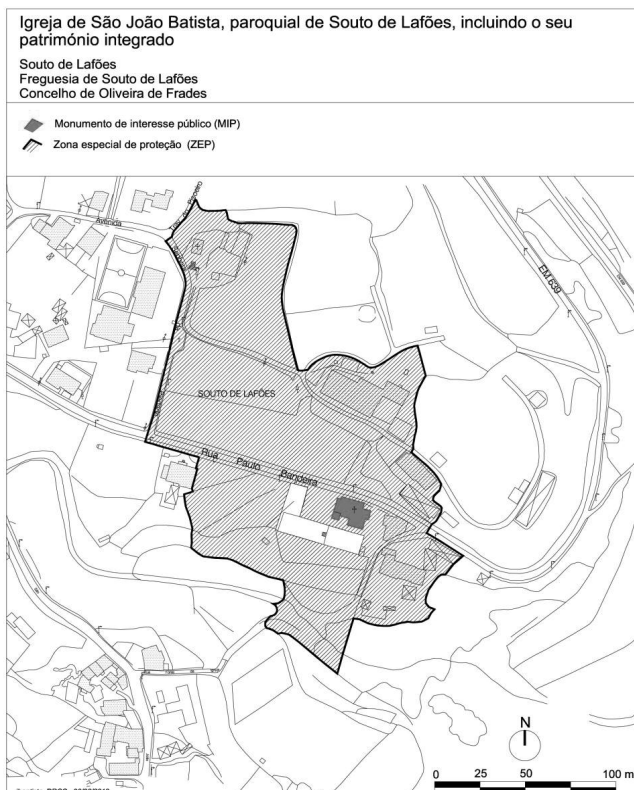 Igreja de São João Batista, paroquial de Souto de Lafões, incluindo o seu
património integrado
Souto de Lafões
Freguesia de Souto de Lafões
Concelho de Oliveira de Frades
Monumento de interesse público (MIP)
Zona especial de proteção (ZEP)
Avenida
EM 639
SOUTO DE LAFÕES
Rua Paulo Bandeira
N
0 25 50 100 m